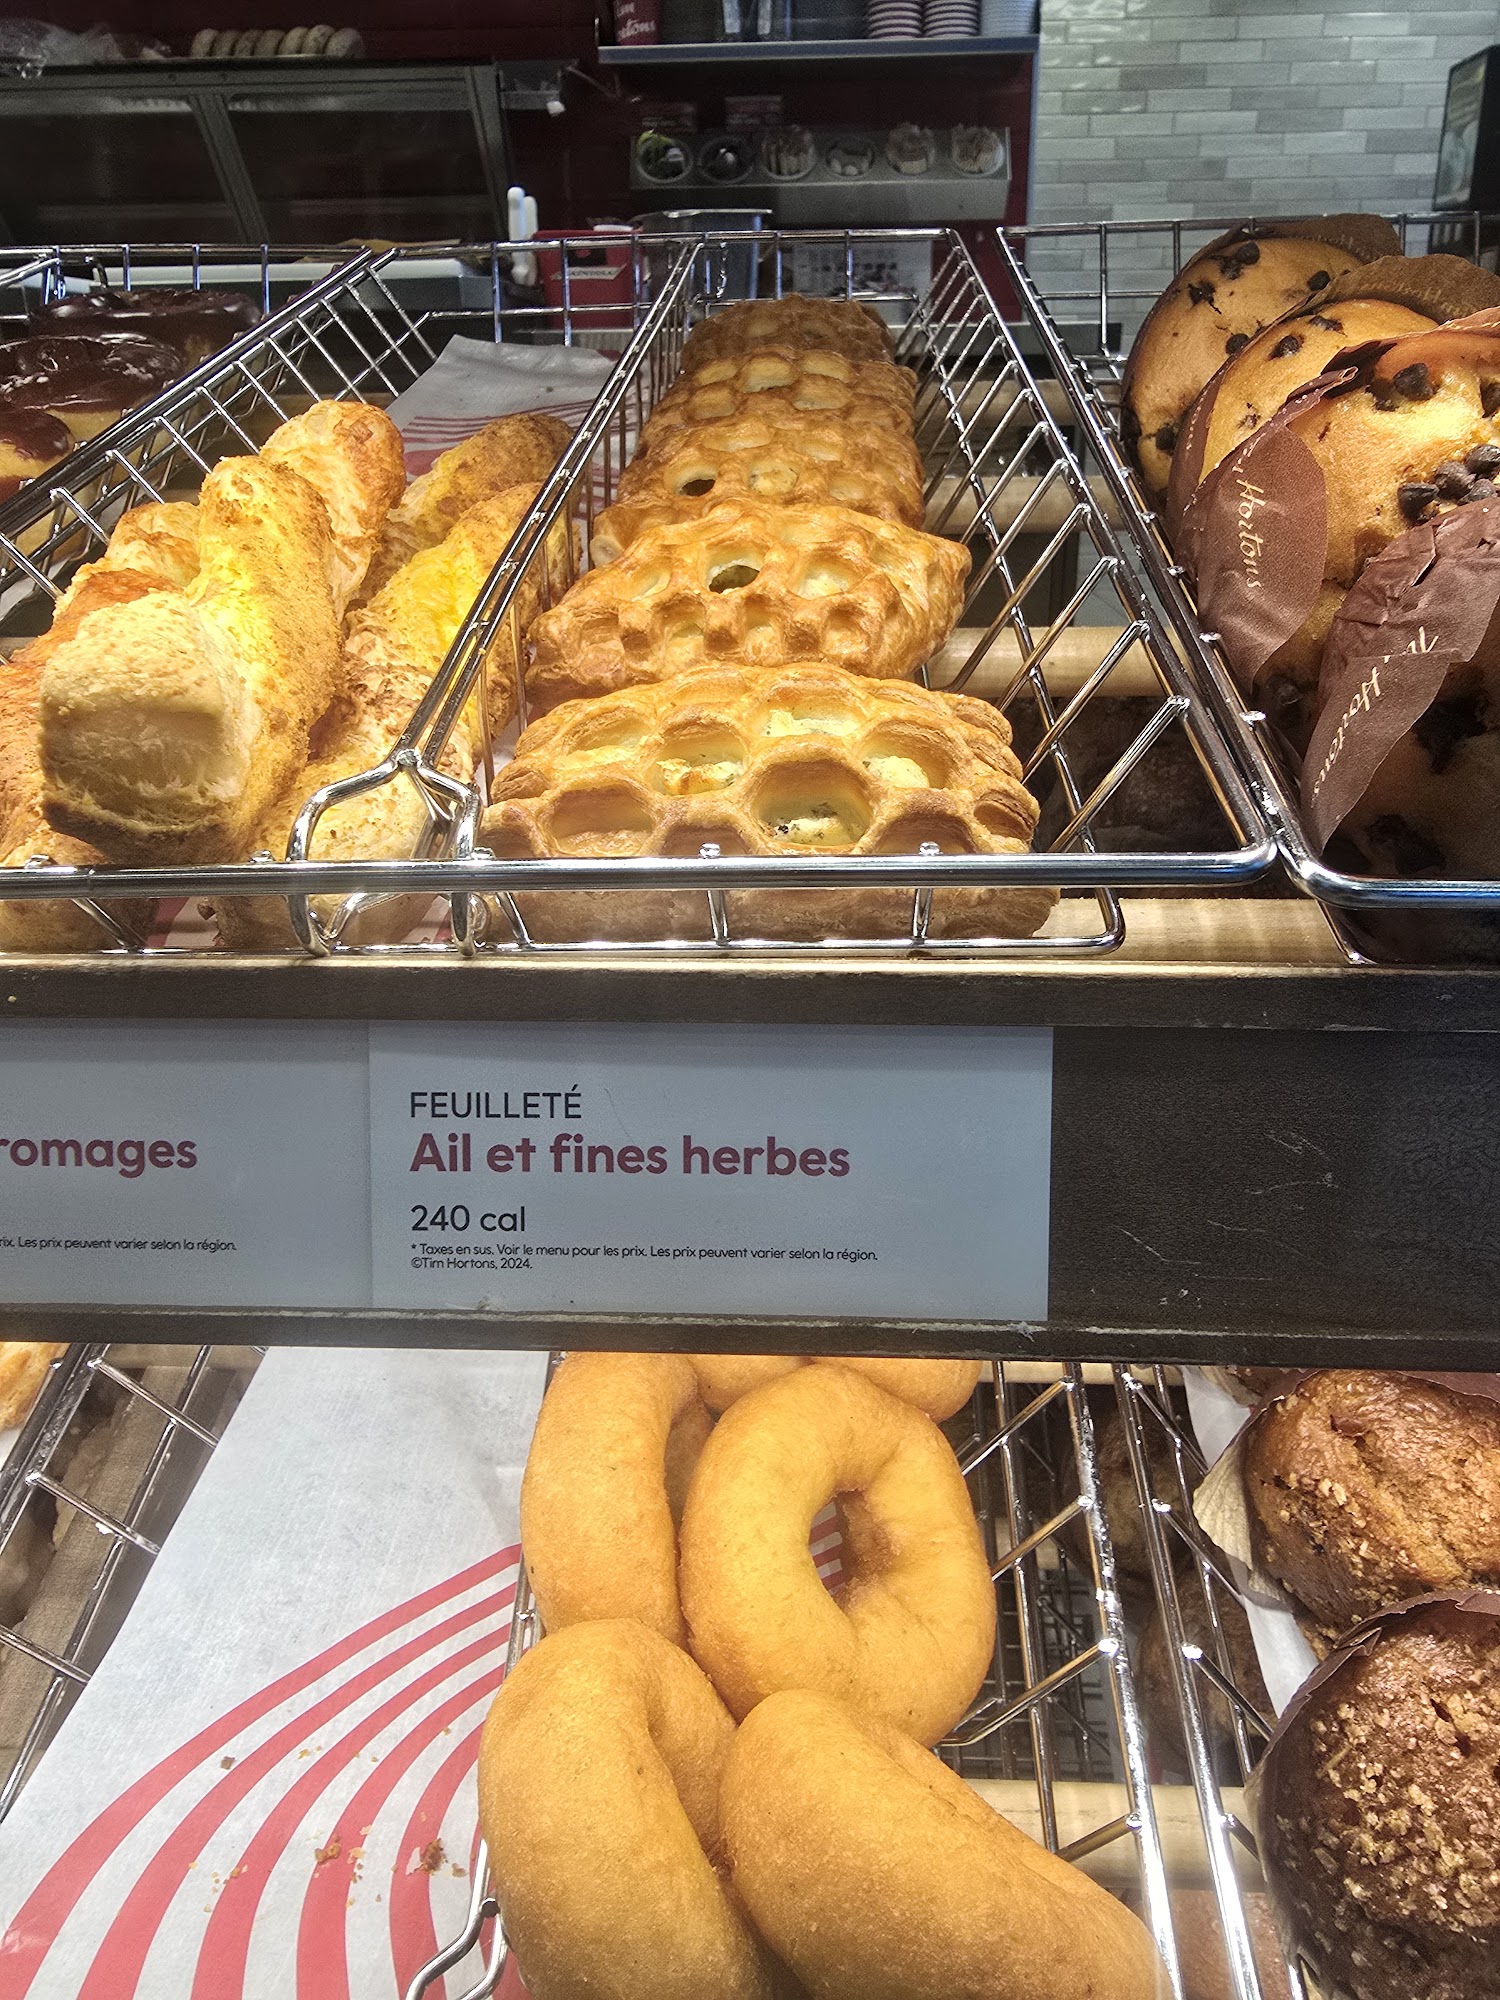 Hortons
Hortons
romages
rix. Les prix peuvent varier selon la région.
FEUILLETÉ
Ail et fines herbes
240 cal
* Taxes en sus. Voir le menu pour les prix. Les prix peuvent varier selon la région.
©Tim Hortons, 2024.